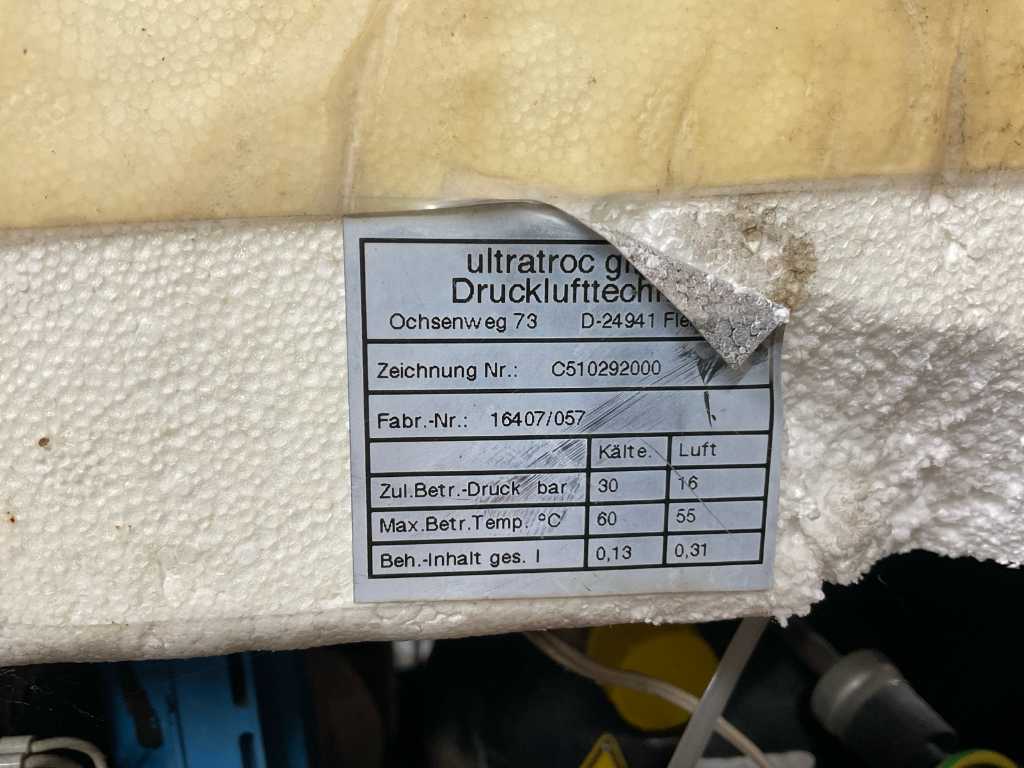 ultratroc
Drucklufttech
Ochsenweg 73 D-24941
Zeichnung Nr.: C510292000
Fabr.-Nr.: 16407/057
Kälte. Luft
Zul.Betr.-Druck bar 30 16
Max.Betr.Temp. °C 60 55
Beh.-Inhalt ges. l 0,13 0,31